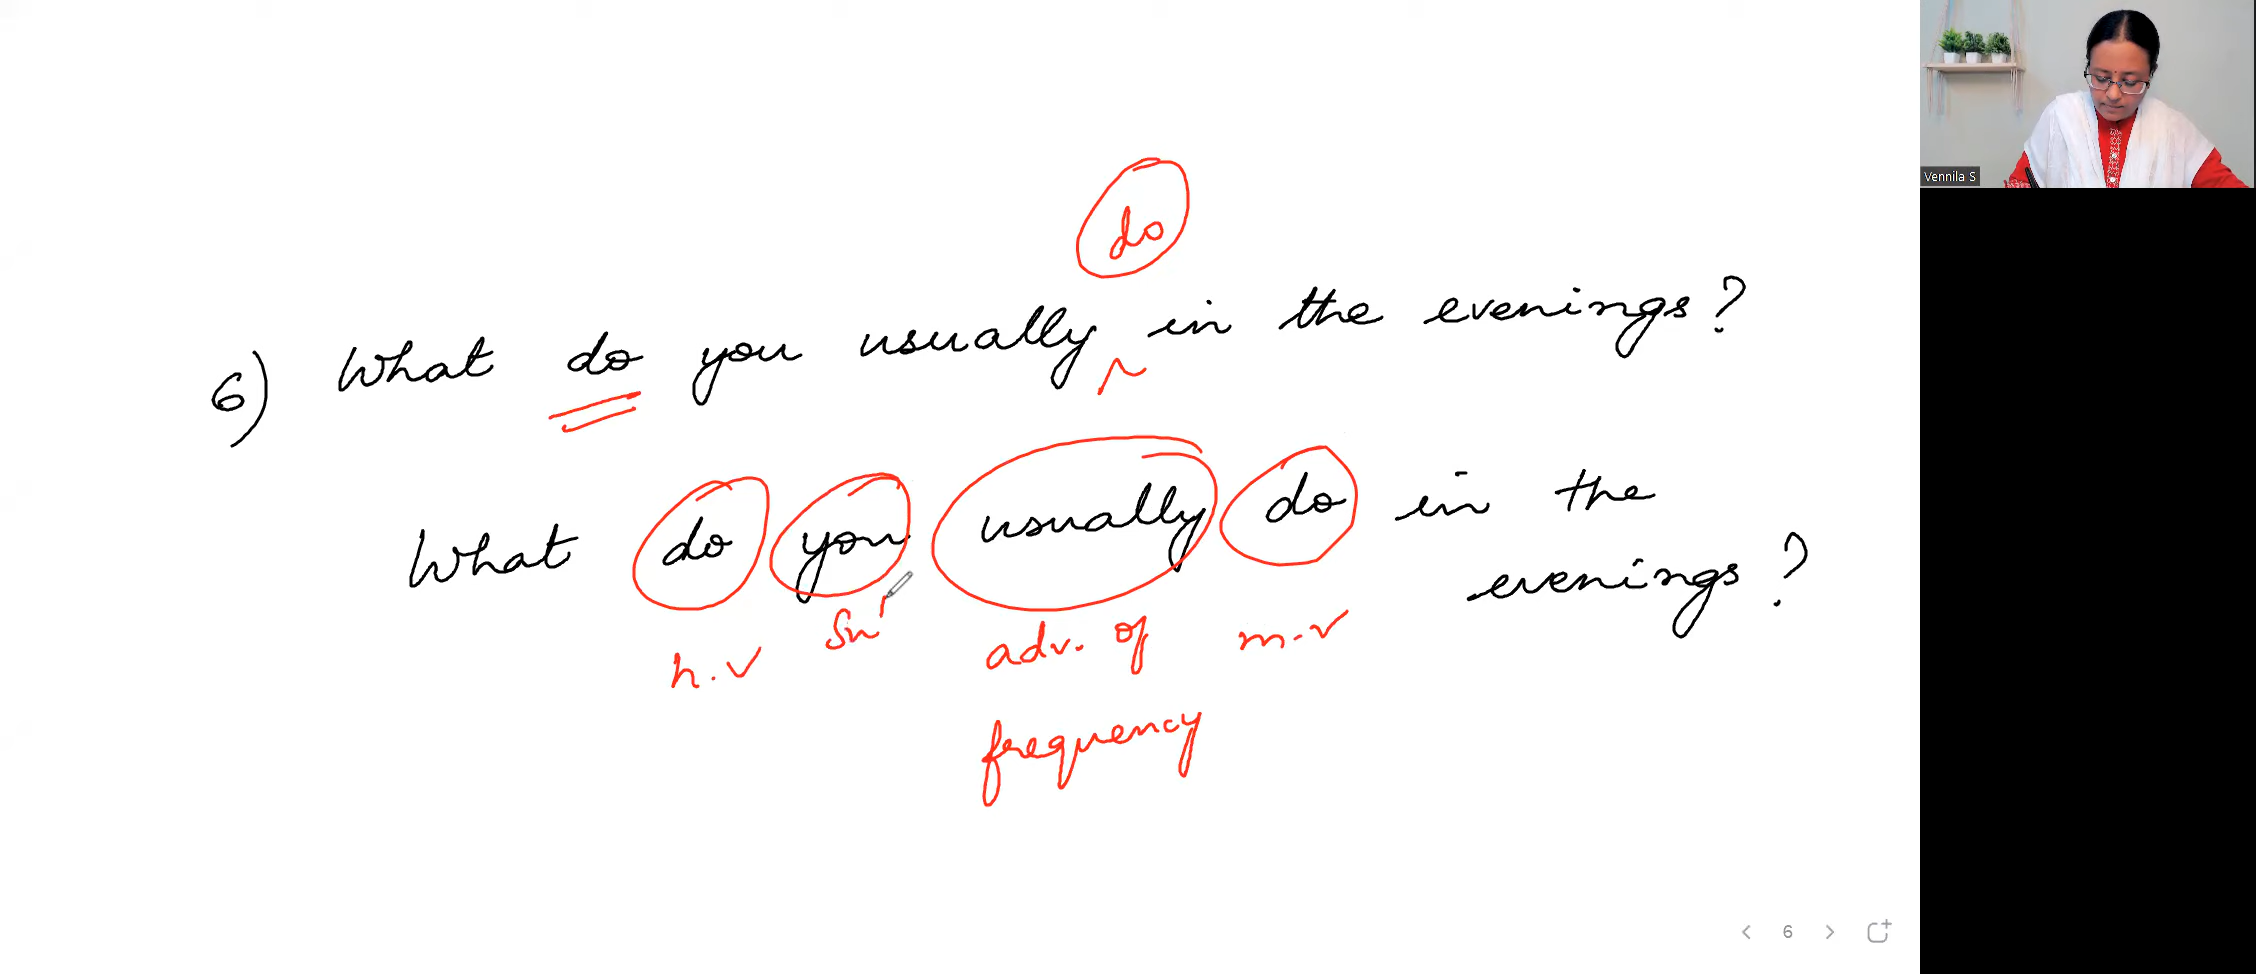 do
6) What do you usually in the evenings?
What do you usually do in the
evenings?
h.v
adv. of m.v
frequency
Vennila S
6